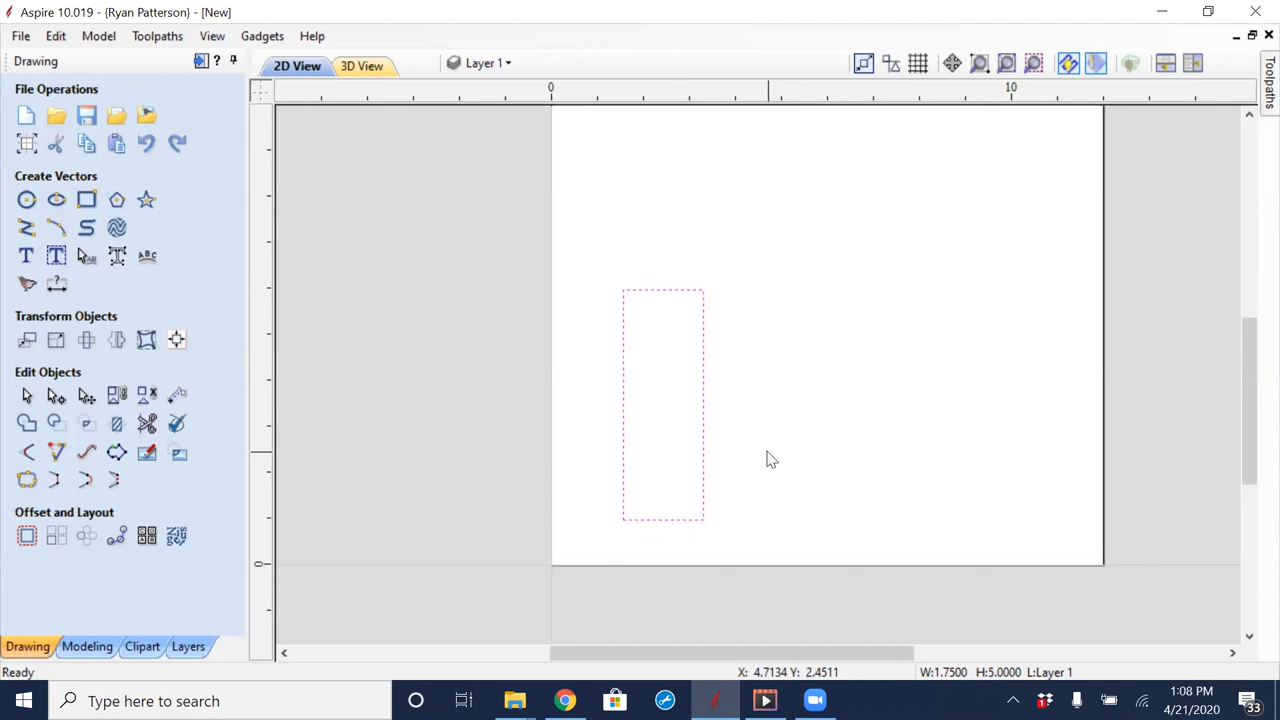 Aspire 10.019 - {Ryan Patterson} - [New]
File Edit Model Toolpaths View Gadgets Help
Drawing
2D View 3D View Layer 1
Toolpaths
File Operations
0 10
Create Vectors
Transform Objects
Edit Objects
Offset and Layout
0
Drawing Modeling Clipart Layers
Ready X: 4.7134 Y: 2.4511 W:1.7500 H:5.0000 L:Layer 1
Type here to search
1:08 PM
4/21/2020
33